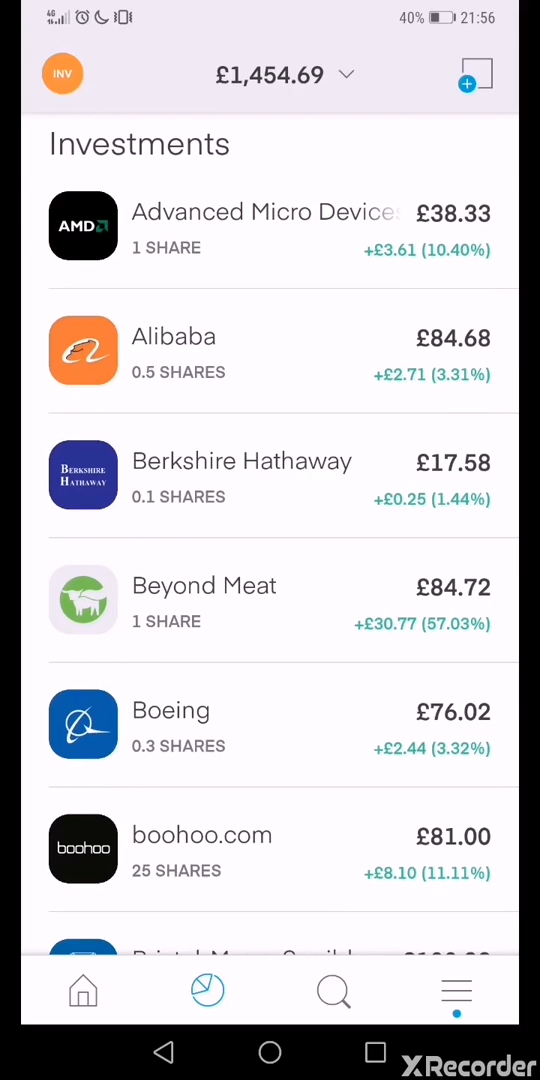 4G
40% 21:56
INV
£1,454.69
Investments
AMD
Advanced Micro Devices
£38.33
1 SHARE
+£3.61 (10.40%)
Alibaba
£84.68
0.5 SHARES
+£2.71 (3.31%)
BERKSHIRE
HATHAWAY
Berkshire Hathaway
£17.58
0.1 SHARES
+£0.25 (1.44%)
Beyond Meat
£84.72
1 SHARE
+£30.77 (57.03%)
Boeing
£76.02
0.3 SHARES
+£2.44 (3.32%)
boohoo
boohoo.com
£81.00
25 SHARES
+£8.10 (11.11%)
XRecorder